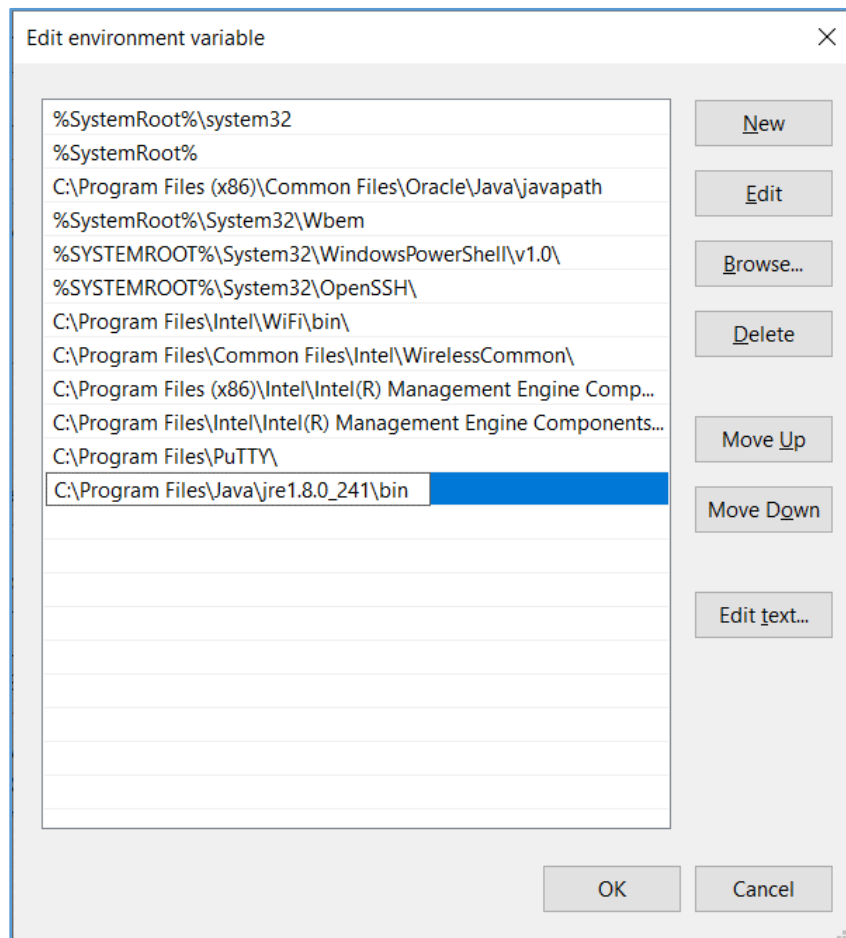 Edit environment variable
%SystemRoot%\system32
%SystemRoot%
C:\Program Files (x86)\Common Files\Oracle\Java\javapath
%SystemRoot%\System32\Wbem
%SYSTEMROOT%\System32\WindowsPowerShell\v1.0\
%SYSTEMROOT%\System32\OpenSSH\
C:\Program Files\Intel\WiFi\bin\
C:\Program Files\Common Files\Intel\WirelessCommon\
C:\Program Files (x86)\Intel\Intel(R) Management Engine Comp...
C:\Program Files\Intel\Intel(R) Management Engine Components...
C:\Program Files\PuTTY\
C:\Program Files\Java\jre1.8.0_241\bin
New
Edit
Browse...
Delete
Move Up
Move Down
Edit text...
OK
Cancel